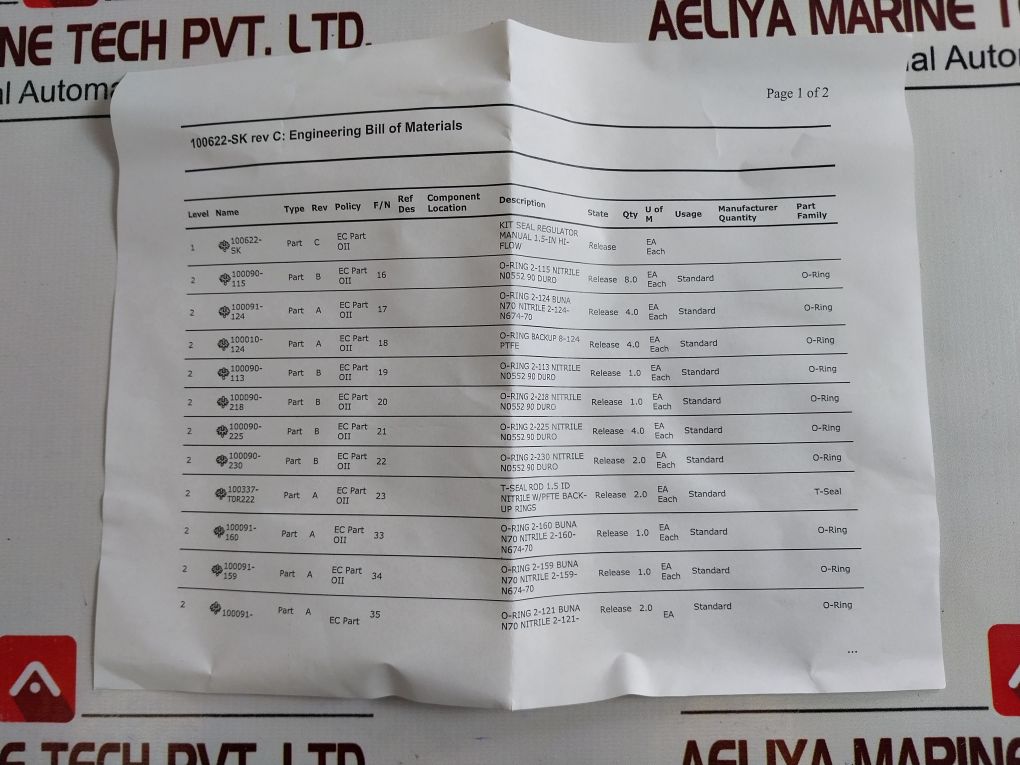 NE TECH PVT. LTD.
AELIYA MARINE T
al Automa
al Auto
Page 1 of 2
100622-SK rev C: Engineering Bill of Materials
Level Name Type Rev Policy F/N Ref Des Component Location Description State Qty U of M Usage Manufacturer Quantity Part Family
1 100622-SK Part C EC Part OII KIT SEAL REGULATOR MANUAL 1.5-IN HI-FLOW Release EA Each
2 100090-115 Part B EC Part OII 16 O-RING 2-115 NITRILE N0552 90 DURO Release 8.0 EA Each Standard O-Ring
2 100091-124 Part A EC Part OII 17 O-RING 2-124 BUNA N70 NITRILE 2-124-N674-70 Release 4.0 EA Each Standard O-Ring
2 100010-124 Part A EC Part OII 18 O-RING BACKUP 8-124 PTFE Release 4.0 EA Each Standard O-Ring
2 100090-113 Part B EC Part OII 19 O-RING 2-113 NITRILE N0552 90 DURO Release 1.0 EA Each Standard O-Ring
2 100090-218 Part B EC Part OII 20 O-RING 2-218 NITRILE N0552 90 DURO Release 1.0 EA Each Standard O-Ring
2 100090-225 Part B EC Part OII 21 O-RING 2-225 NITRILE N0552 90 DURO Release 4.0 EA Each Standard O-Ring
2 100090-230 Part B EC Part OII 22 O-RING 2-230 NITRILE N0552 90 DURO Release 2.0 EA Each Standard O-Ring
2 100337-TDR222 Part A EC Part OII 23 T-SEAL ROD 1.5 ID NITRILE W/PFTE BACK-UP RINGS Release 2.0 EA Each Standard T-Seal
2 100091-160 Part A EC Part OII 33 O-RING 2-160 BUNA N70 NITRILE 2-160-N674-70 Release 1.0 EA Each Standard O-Ring
2 100091-159 Part A EC Part OII 34 O-RING 2-159 BUNA N70 NITRILE 2-159-N674-70 Release 1.0 EA Each Standard O-Ring
2 100091- Part A EC Part 35 O-RING 2-121 BUNA N70 NITRILE 2-121- Release 2.0 EA Standard O-Ring
...
E TECH PVT. LTD
AELIYA MARINE